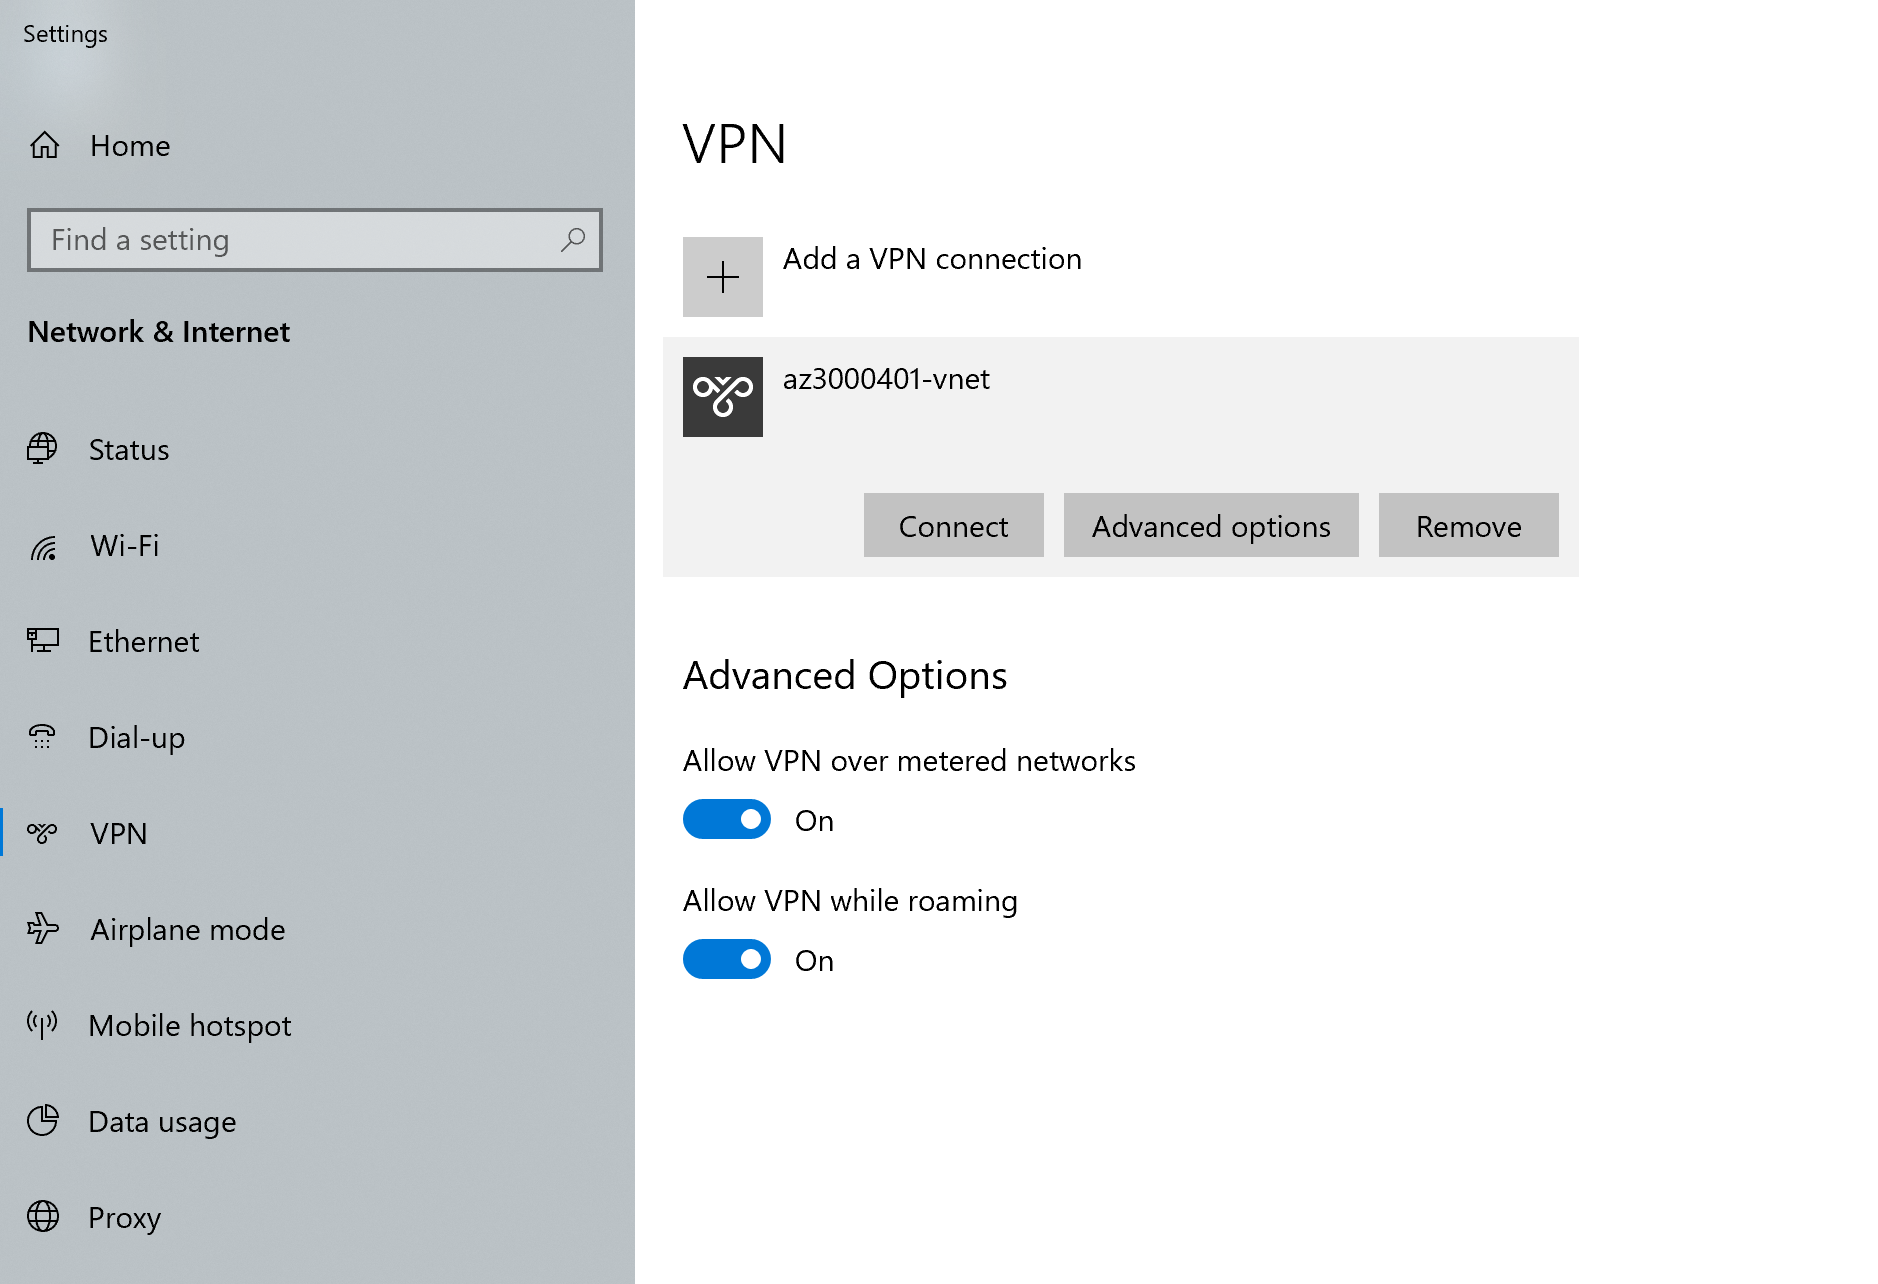 Settings
Home
Find a setting
Network & Internet
Status
Wi-Fi
Ethernet
Dial-up
VPN
Airplane mode
Mobile hotspot
Data usage
Proxy
VPN
Add a VPN connection
az3000401-vnet
Connect Advanced options Remove
Advanced Options
Allow VPN over metered networks
On
Allow VPN while roaming
On